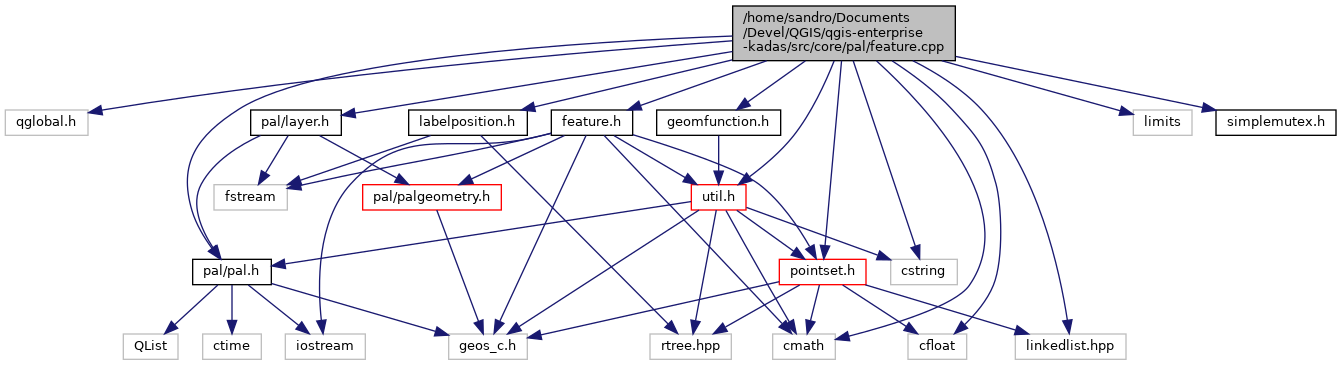 /home/sandro/Documents
/Devel/QGIS/qgis-enterprise
-kadas/src/core/pal/feature.cpp
qglobal.h
pal/layer.h
labelposition.h
feature.h
geomfunction.h
limits
simplemutex.h
fstream
pal/palgeometry.h
util.h
pal/pal.h
pointset.h
cstring
QList
ctime
iostream
geos_c.h
rtree.hpp
cmath
cfloat
linkedlist.hpp